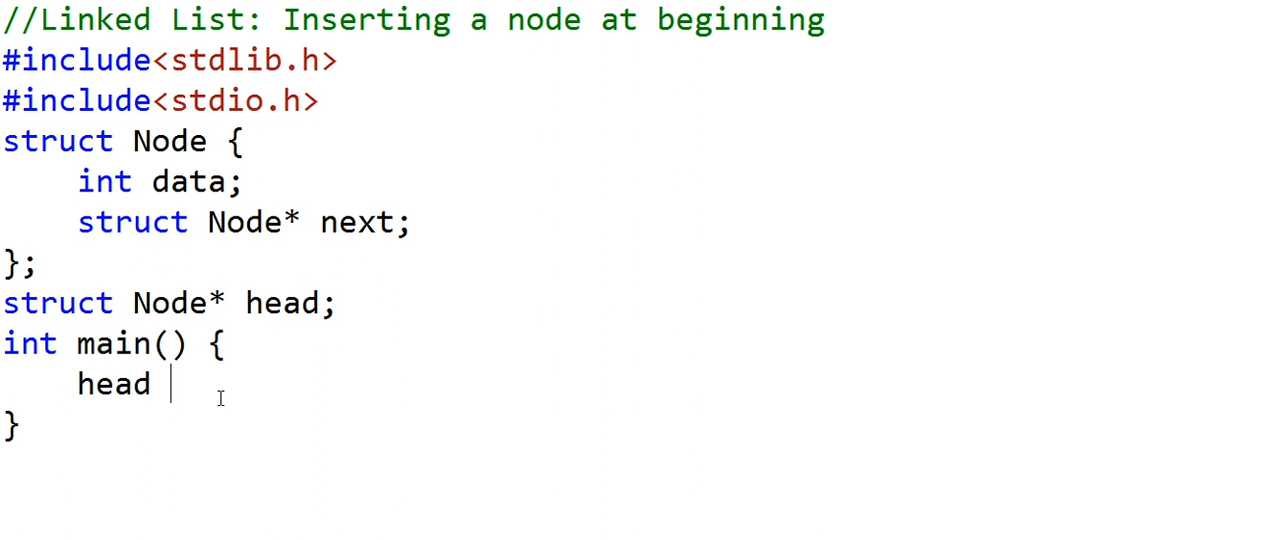 //Linked List: Inserting a node at beginning
#include<stdlib.h>
#include<stdio.h>
struct Node {
    int data;
    struct Node* next;
};
struct Node* head;
int main() {
    head
}